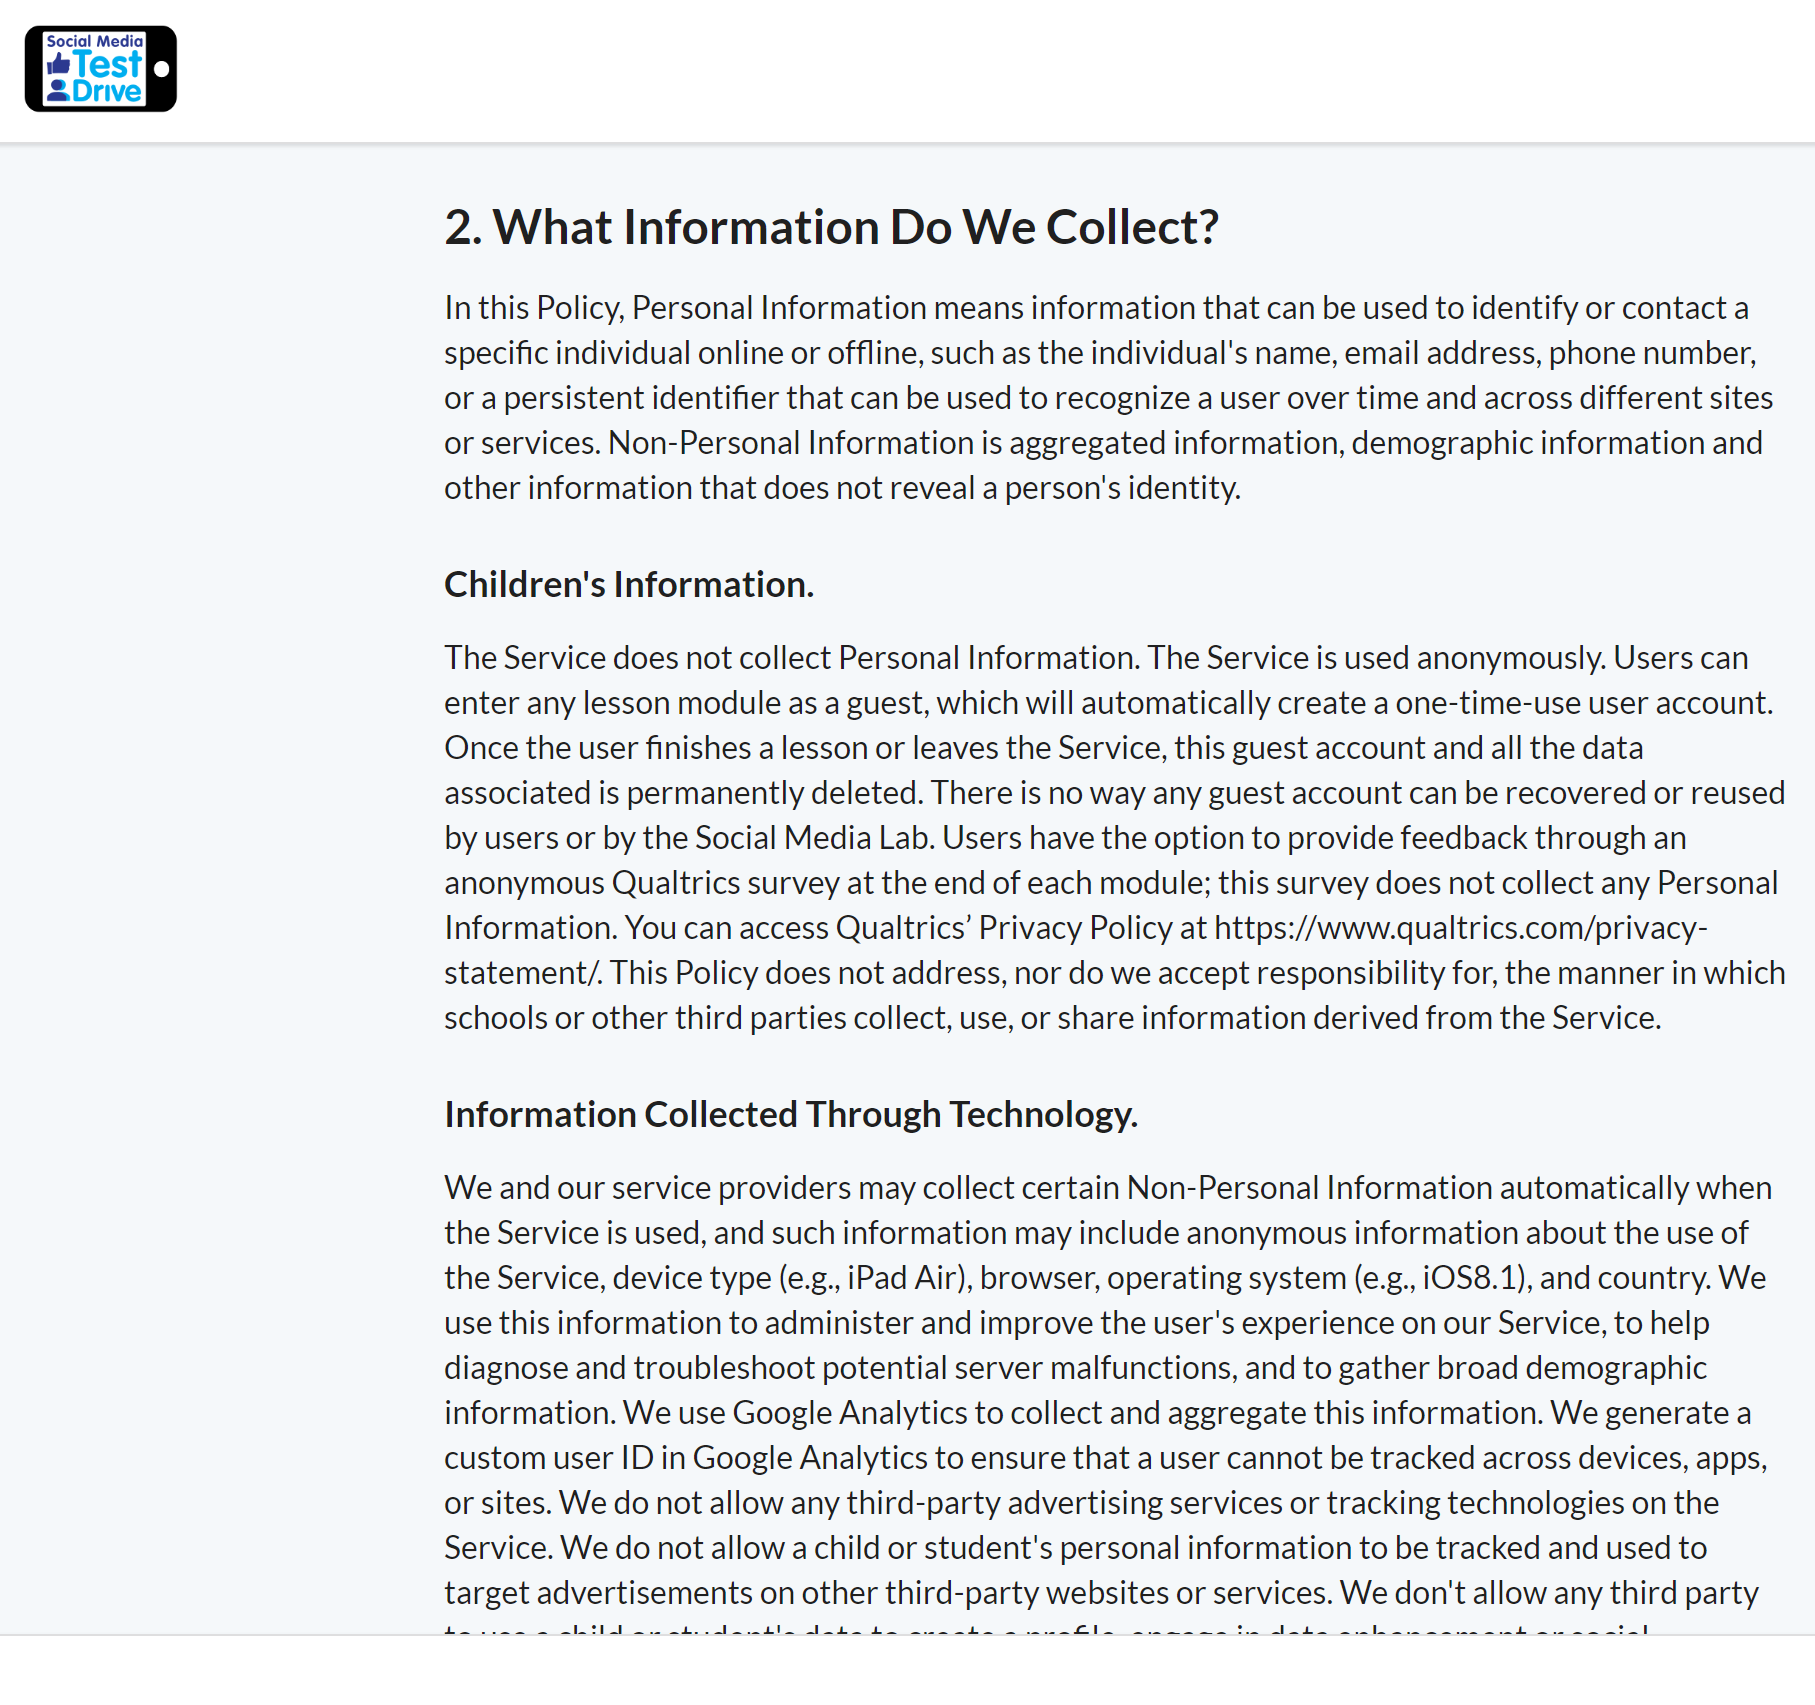 Social Media
Test
Drive
2. What Information Do We Collect?
In this Policy, Personal Information means information that can be used to identify or contact a
specific individual online or offline, such as the individual's name, email address, phone number,
or a persistent identifier that can be used to recognize a user over time and across different sites
or services. Non-Personal Information is aggregated information, demographic information and
other information that does not reveal a person's identity.
Children's Information.
The Service does not collect Personal Information. The Service is used anonymously. Users can
enter any lesson module as a guest, which will automatically create a one-time-use user account.
Once the user finishes a lesson or leaves the Service, this guest account and all the data
associated is permanently deleted. There is no way any guest account can be recovered or reused
by users or by the Social Media Lab. Users have the option to provide feedback through an
anonymous Qualtrics survey at the end of each module; this survey does not collect any Personal
Information. You can access Qualtrics’ Privacy Policy at https://www.qualtrics.com/privacy-
statement/. This Policy does not address, nor do we accept responsibility for, the manner in which
schools or other third parties collect, use, or share information derived from the Service.
Information Collected Through Technology.
We and our service providers may collect certain Non-Personal Information automatically when
the Service is used, and such information may include anonymous information about the use of
the Service, device type (e.g., iPad Air), browser, operating system (e.g., iOS8.1), and country. We
use this information to administer and improve the user's experience on our Service, to help
diagnose and troubleshoot potential server malfunctions, and to gather broad demographic
information. We use Google Analytics to collect and aggregate this information. We generate a
custom user ID in Google Analytics to ensure that a user cannot be tracked across devices, apps,
or sites. We do not allow any third-party advertising services or tracking technologies on the
Service. We do not allow a child or student's personal information to be tracked and used to
target advertisements on other third-party websites or services. We don't allow any third party
to use a child or student's data to create a profile, engage in data enhancement or social